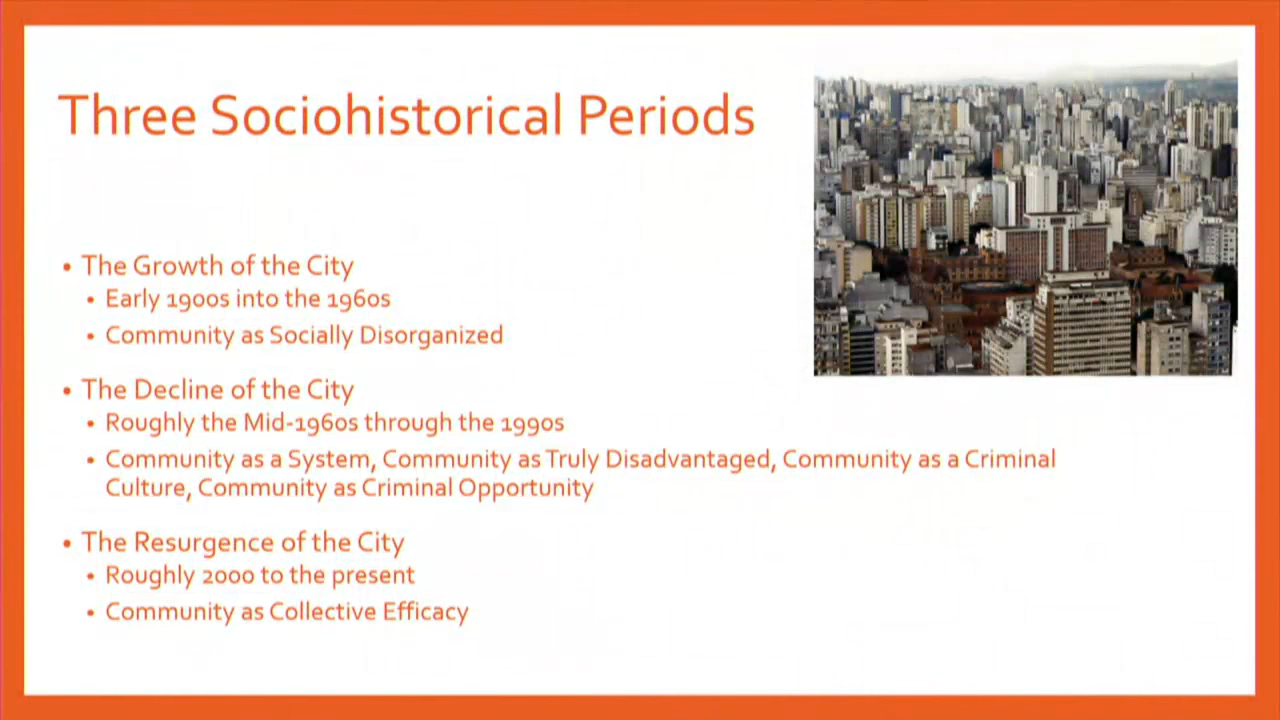 Three Sociohistorical Periods
• The Growth of the City
• Early 1900s into the 1960s
• Community as Socially Disorganized
• The Decline of the City
• Roughly the Mid-1960s through the 1990s
• Community as a System, Community as Truly Disadvantaged, Community as a Criminal
Culture, Community as Criminal Opportunity
• The Resurgence of the City
• Roughly 2000 to the present
• Community as Collective Efficacy